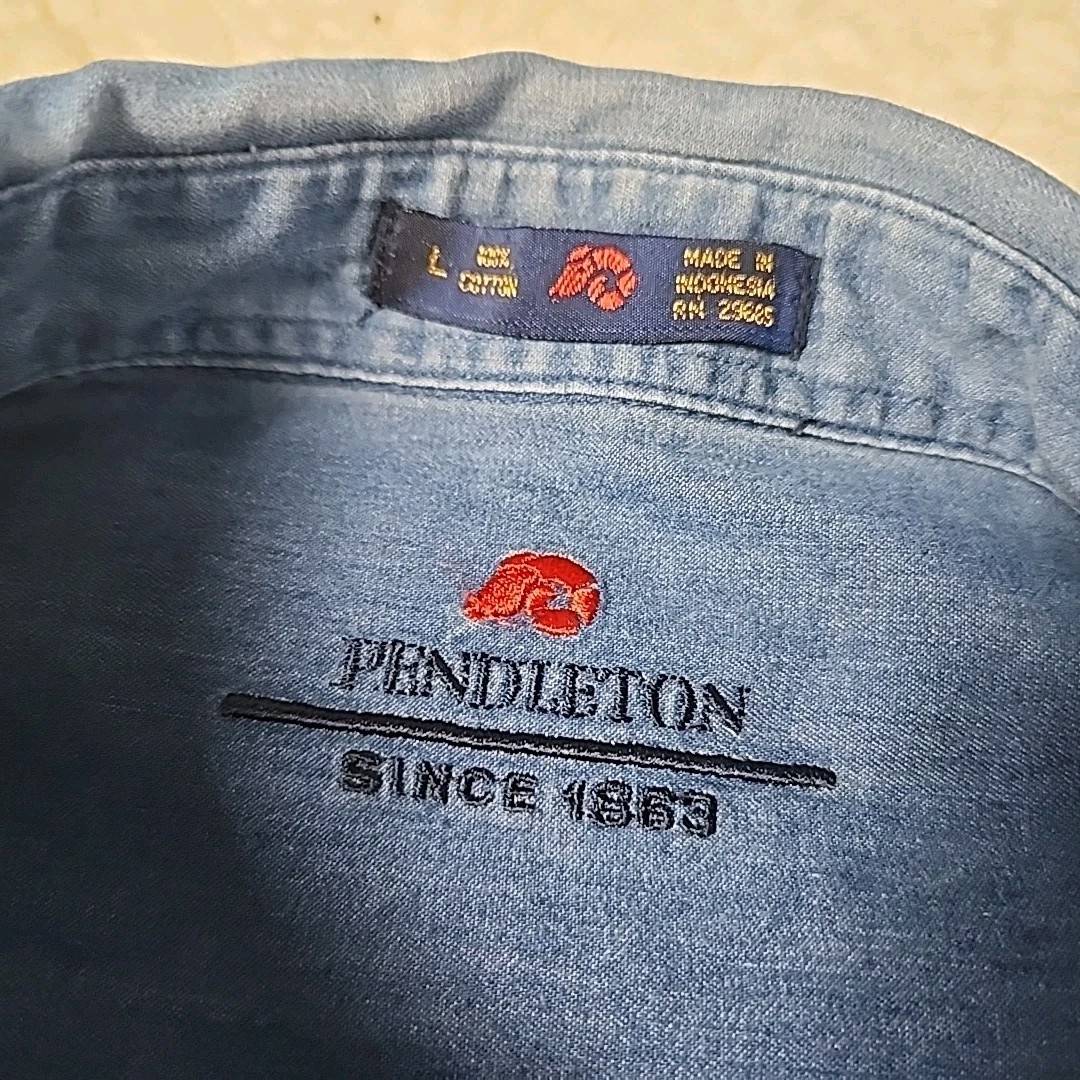 L
100%
COTTON
MADE IN
INDONESIA
RN 29685
PENDLETON
SINCE 1863